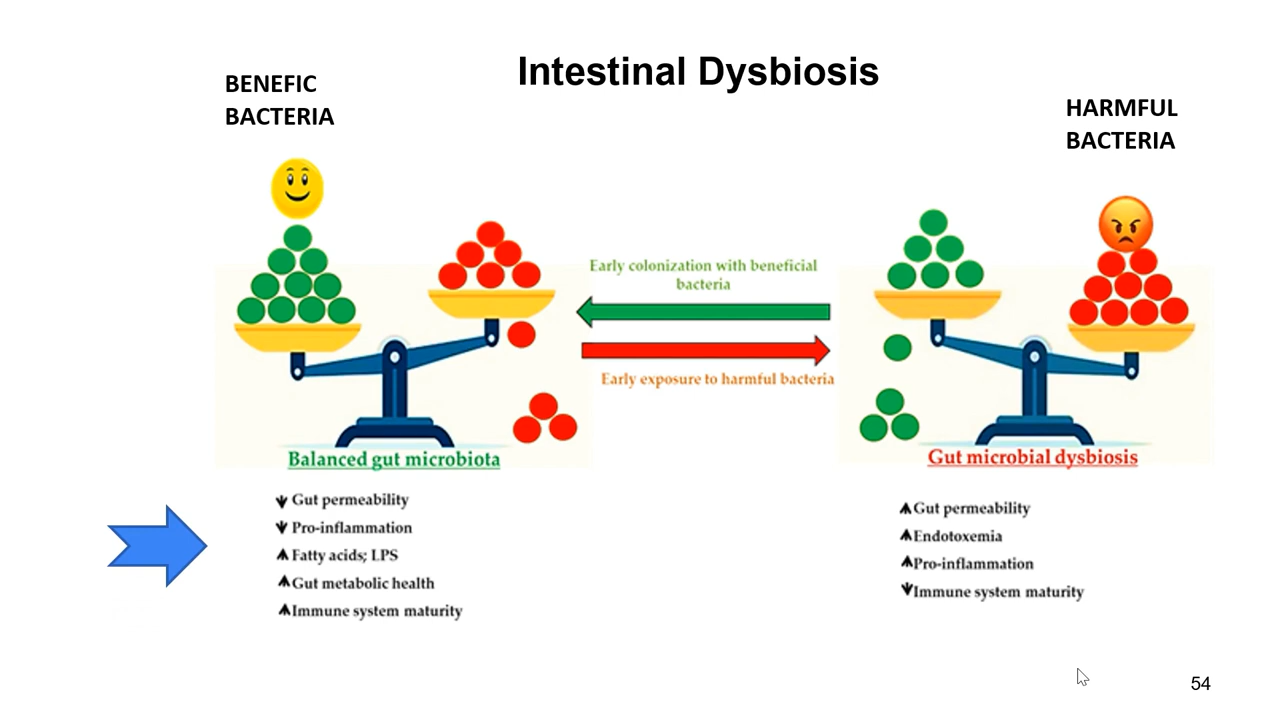 Intestinal Dysbiosis
BENEFIC
BACTERIA
HARMFUL
BACTERIA
Early colonization with beneficial
bacteria
Early exposure to harmful bacteria
Balanced gut microbiota
Gut permeability
Pro-inflammation
Fatty acids; LPS
Gut metabolic health
Immune system maturity
Gut microbial dysbiosis
Gut permeability
Endotoxemia
Pro-inflammation
Immune system maturity
54